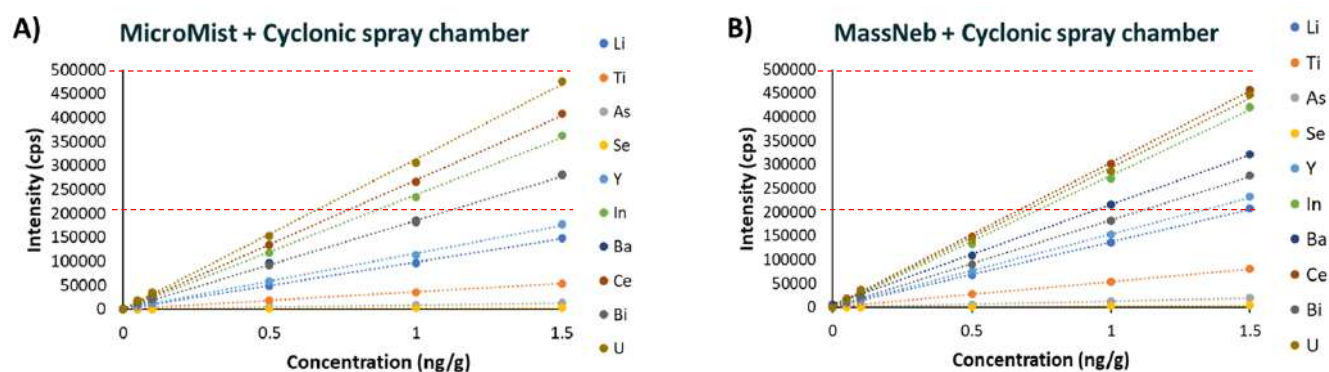 A)
MicroMist + Cyclonic spray chamber
Intensity (cps)
500000
450000
400000
350000
300000
250000
200000
150000
100000
50000
0
0 0.5 1 1.5
Concentration (ng/g)
Li
Ti
As
Se
Y
In
Ba
Ce
Bi
U
B)
MassNeb + Cyclonic spray chamber
Intensity (cps)
500000
450000
400000
350000
300000
250000
200000
150000
100000
50000
0
0 0.5 1 1.5
Concentration (ng/g)
Li
Ti
As
Se
Y
In
Ba
Ce
Bi
U